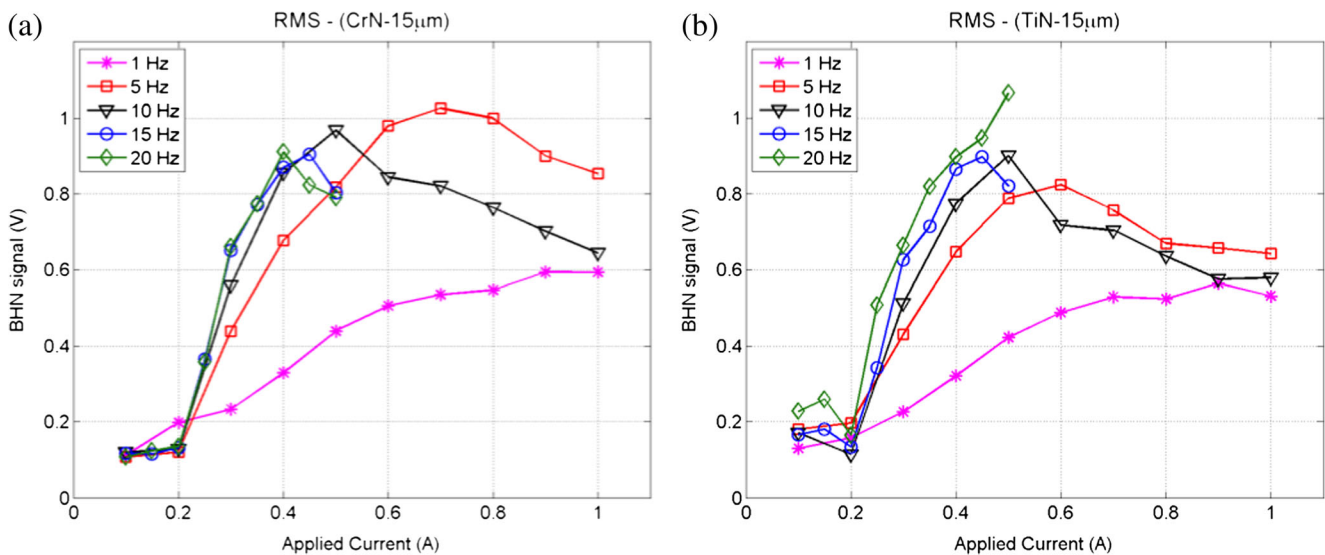 (a)
RMS - (CrN-15μm)
1 Hz
5 Hz
10 Hz
15 Hz
20 Hz
BHN signal (V)
1
0.8
0.6
0.4
0.2
0
0 0.2 0.4 0.6 0.8 1
Applied Current (A)
(b)
RMS - (TiN-15μm)
1 Hz
5 Hz
10 Hz
15 Hz
20 Hz
BHN signal (V)
1
0.8
0.6
0.4
0.2
0
0 0.2 0.4 0.6 0.8 1
Applied Current (A)